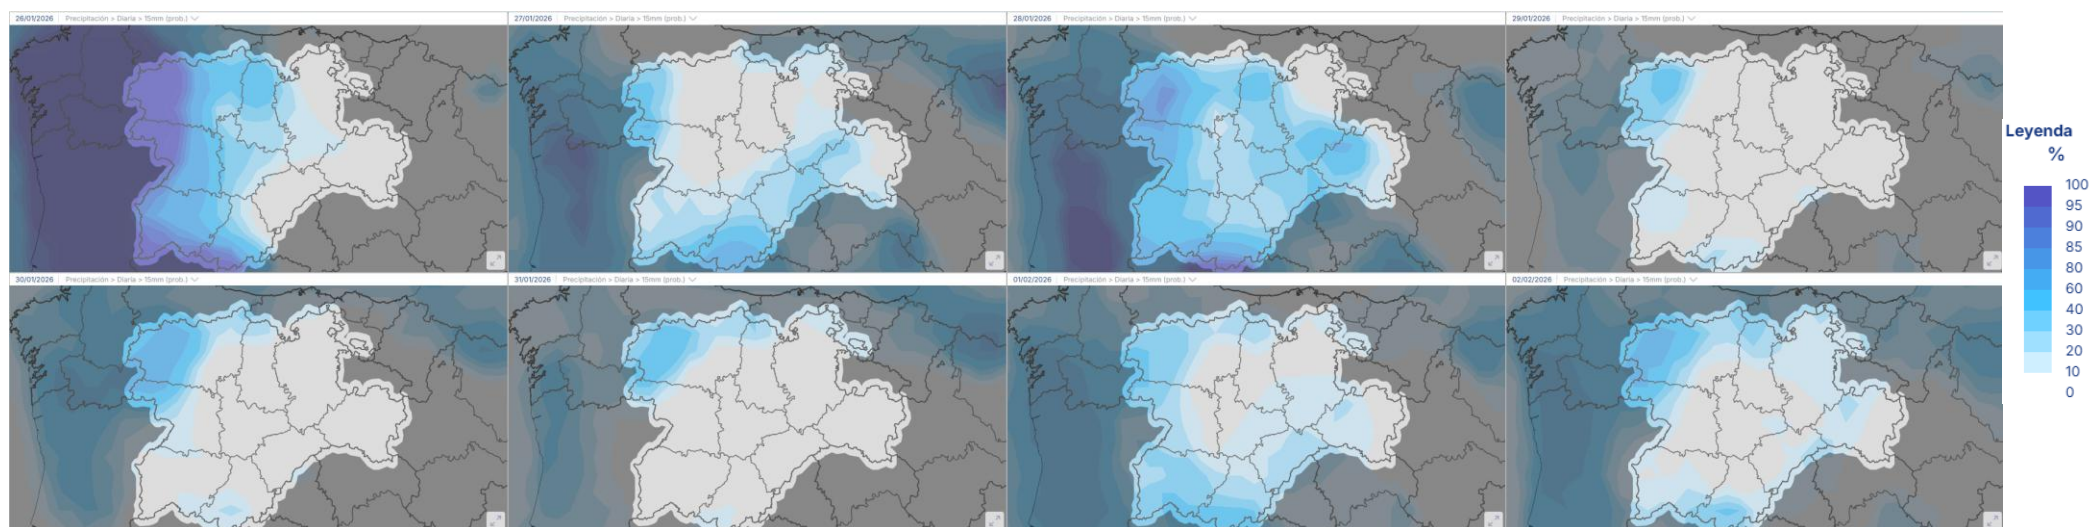 26/01/2026 Precipitación > Diaria > 15mm (prob.)
27/01/2026 Precipitación > Diaria > 15mm (prob.)
28/01/2026 Precipitación > Diaria > 15mm (prob.)
29/01/2026 Precipitación > Diaria > 15mm (prob.)
30/01/2026 Precipitación > Diaria > 15mm (prob.)
31/01/2026 Precipitación > Diaria > 15mm (prob.)
01/02/2026 Precipitación > Diaria > 15mm (prob.)
02/02/2026 Precipitación > Diaria > 15mm (prob.)
Leyenda
%
100
95
90
85
80
60
40
30
20
10
0